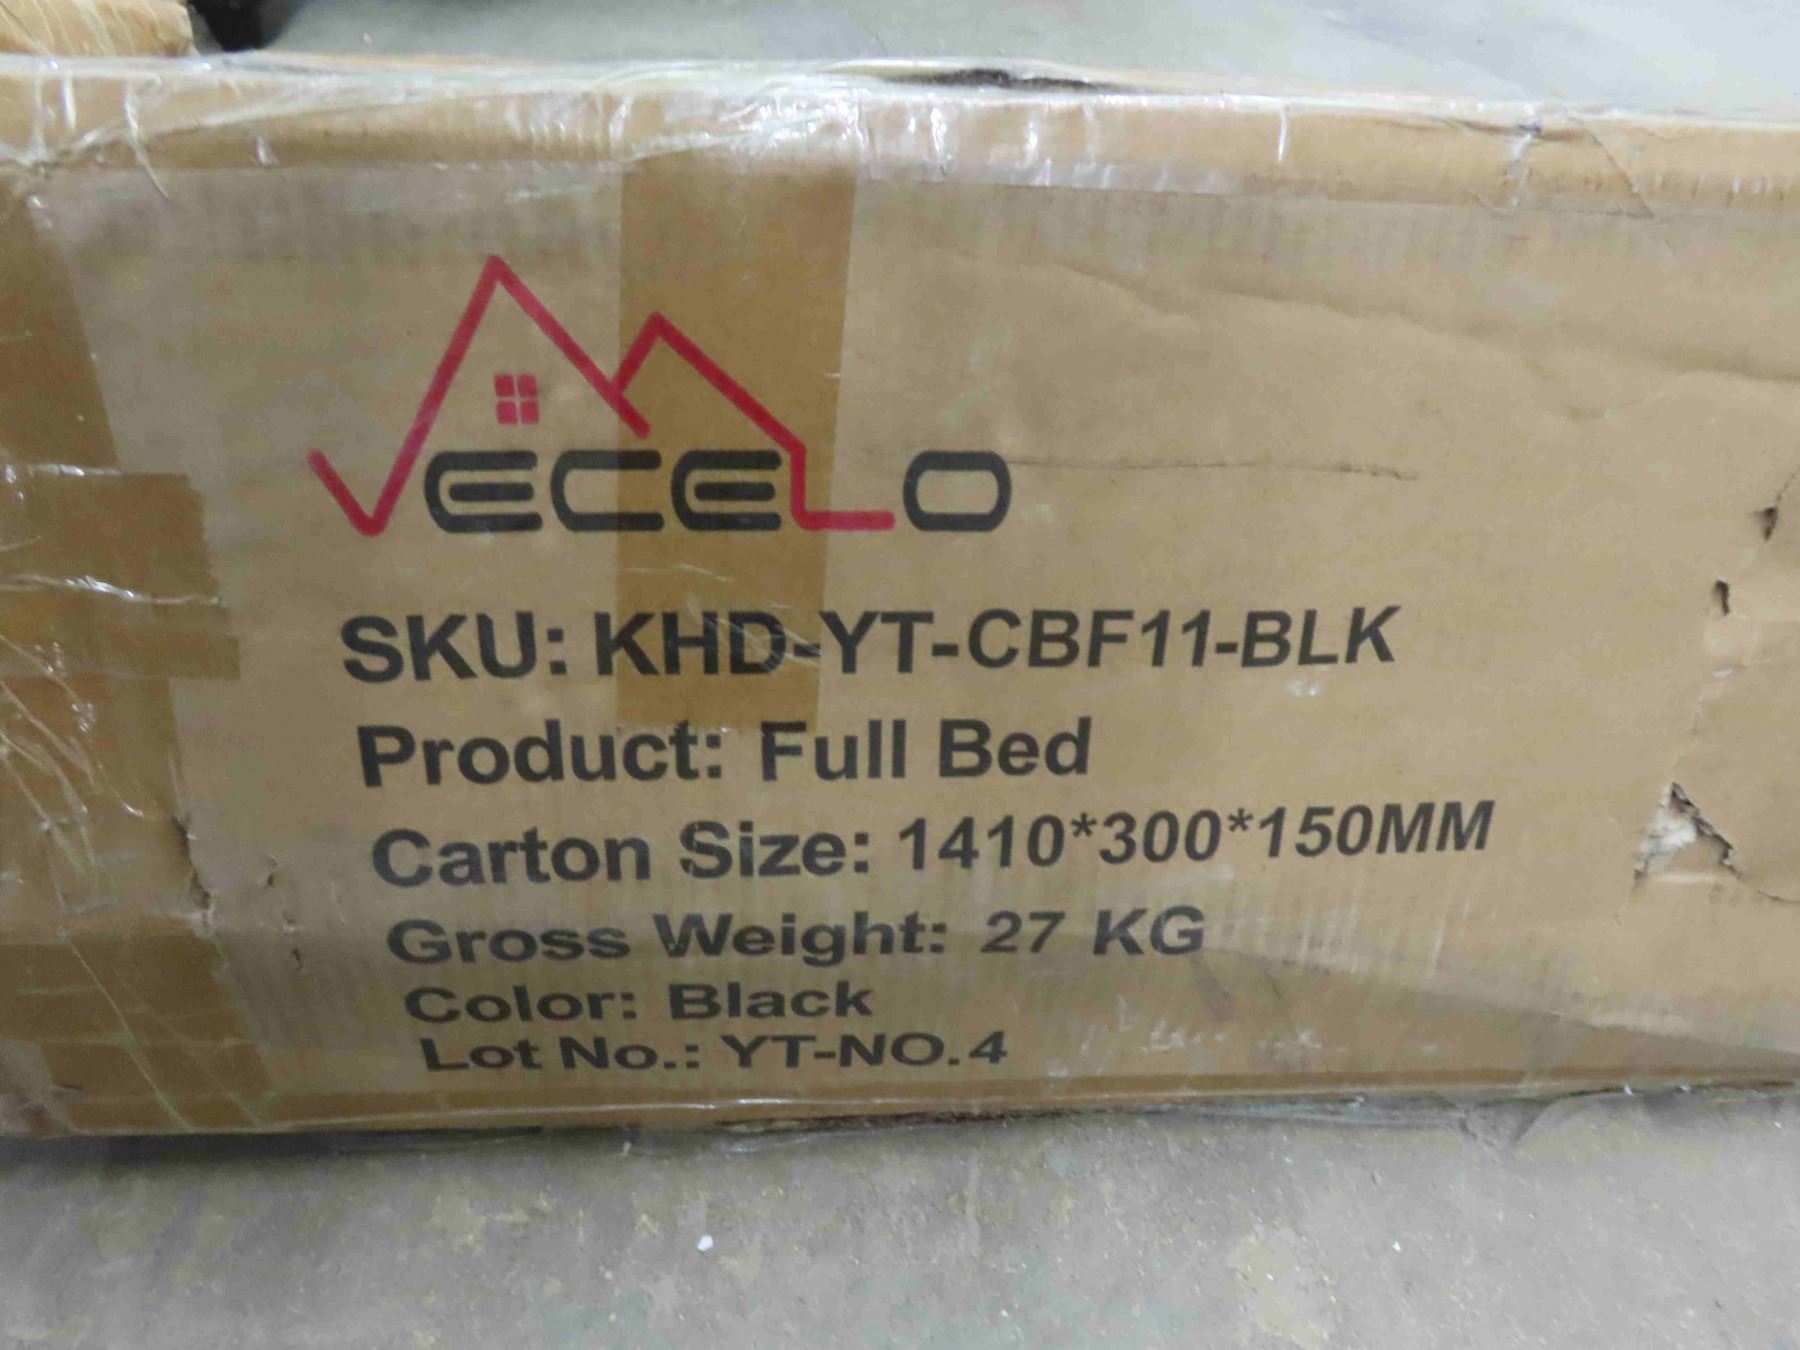 VECELO
SKU: KHD-YT-CBF11-BLK
Product: Full Bed
Carton Size: 1410*300*150MM
Gross Weight: 27 KG
Color: Black
Lot No.: YT-NO.4